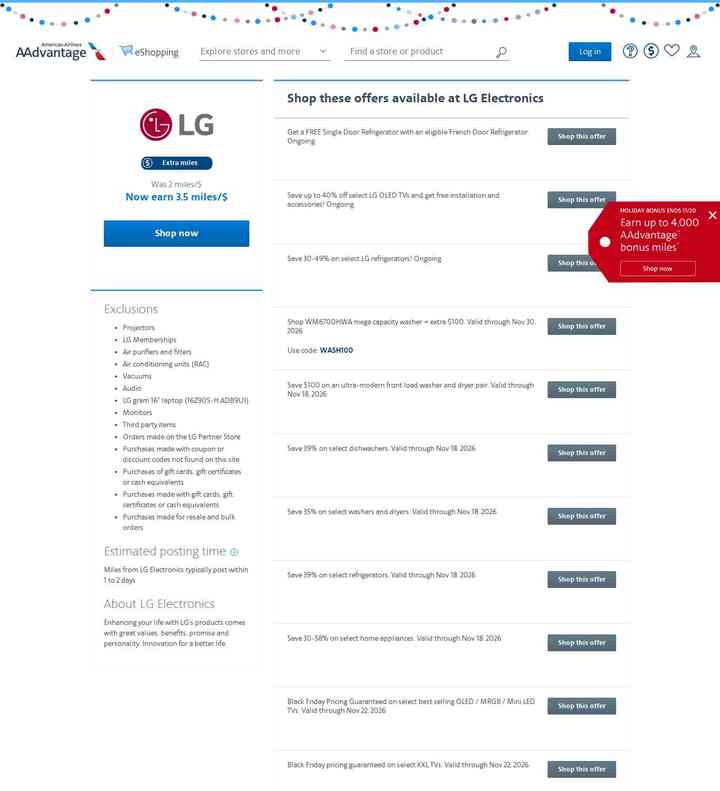 American Airlines
AAdvantage
eShopping
Explore stores and more
Find a store or product
Log in
LG
Extra miles
Was 2 miles/$
Now earn 3.5 miles/$
Shop now
Exclusions
• Projectors
• LG Memberships
• Air purifiers and filters
• Air conditioning units (RAC)
• Vacuums
• Audio
• LG gram 16" laptop (16Z90S-H.ADB9U1)
• Monitors
• Third party items
• Orders made on the LG Partner Store
• Purchases made with coupon or
discount codes not found on this site
• Purchases of gift cards, gift certificates
or cash equivalents
• Purchases made with gift cards, gift
certificates or cash equivalents
• Purchases made for resale and bulk
orders
Estimated posting time
Miles from LG Electronics typically post within
1 to 2 days
About LG Electronics
Enhancing your life with LG's products comes
with great values, benefits, promise and
personality. Innovation for a better life.
Shop these offers available at LG Electronics
Get a FREE Single Door Refrigerator with an eligible French Door Refrigerator.
Ongoing
Shop this offer
Save up to 40% off select LG OLED TVs and get free installation and
accessories! Ongoing
Shop this offer
Save 30-49% on select LG refrigerators! Ongoing
Shop this o
Shop WM6700HWA mega capacity washer + extra $100. Valid through Nov 30,
2026
Use code: WASH100
Shop this offer
Save $100 on an ultra-modern front-load washer and dryer pair. Valid through
Nov 18, 2026
Shop this offer
Save 39% on select dishwashers. Valid through Nov 18, 2026
Shop this offer
Save 35% on select washers and dryers. Valid through Nov 18, 2026
Shop this offer
Save 39% on select refrigerators. Valid through Nov 18, 2026
Shop this offer
Save 30-58% on select home appliances. Valid through Nov 18, 2026
Shop this offer
Black Friday Pricing Guaranteed on select best selling OLED / MRGB / Mini LED
TVs. Valid through Nov 22, 2026
Shop this offer
Black Friday pricing guaranteed on select XXL TVs. Valid through Nov 22, 2026
Shop this offer
HOLIDAY BONUS ENDS 11/20
Earn up to 4,000
AAdvantage®
bonus miles*
Shop now